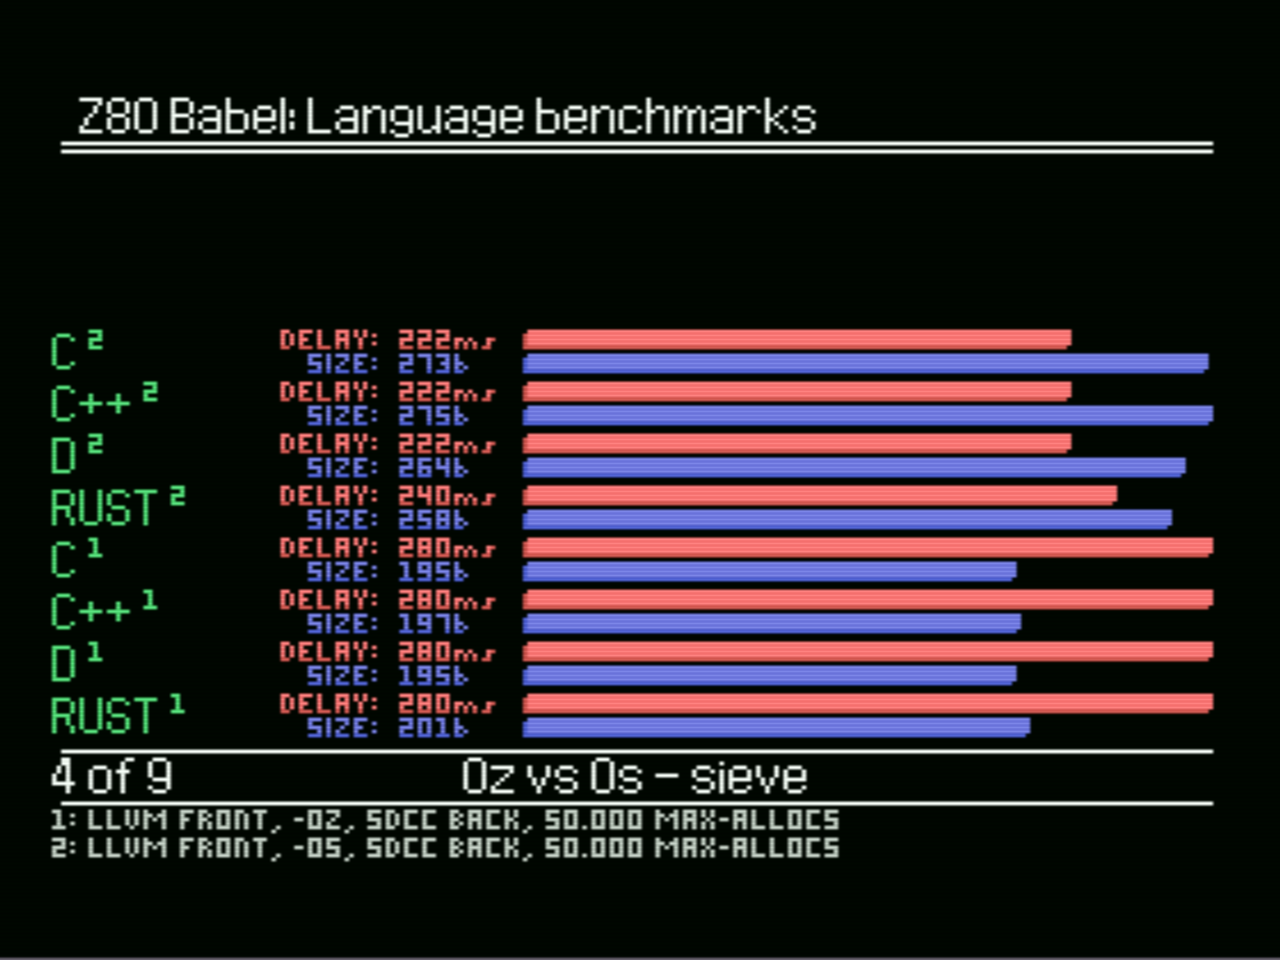 Z80 Babel: Language benchmarks
C 2 DELAY: 222ms
SIZE: 273b
C++ 2 DELAY: 222ms
SIZE: 275b
D 2 DELAY: 222ms
SIZE: 264b
RUST 2 DELAY: 240ms
SIZE: 258b
C 1 DELAY: 280ms
SIZE: 195b
C++ 1 DELAY: 280ms
SIZE: 197b
D 1 DELAY: 280ms
SIZE: 195b
RUST 1 DELAY: 280ms
SIZE: 201b
4 of 9 Oz vs Os - sieve
1: LLVM FRONT, -OZ, SDCC BACK, 50.000 MAX-ALLOCS
2: LLVM FRONT, -OS, SDCC BACK, 50.000 MAX-ALLOCS